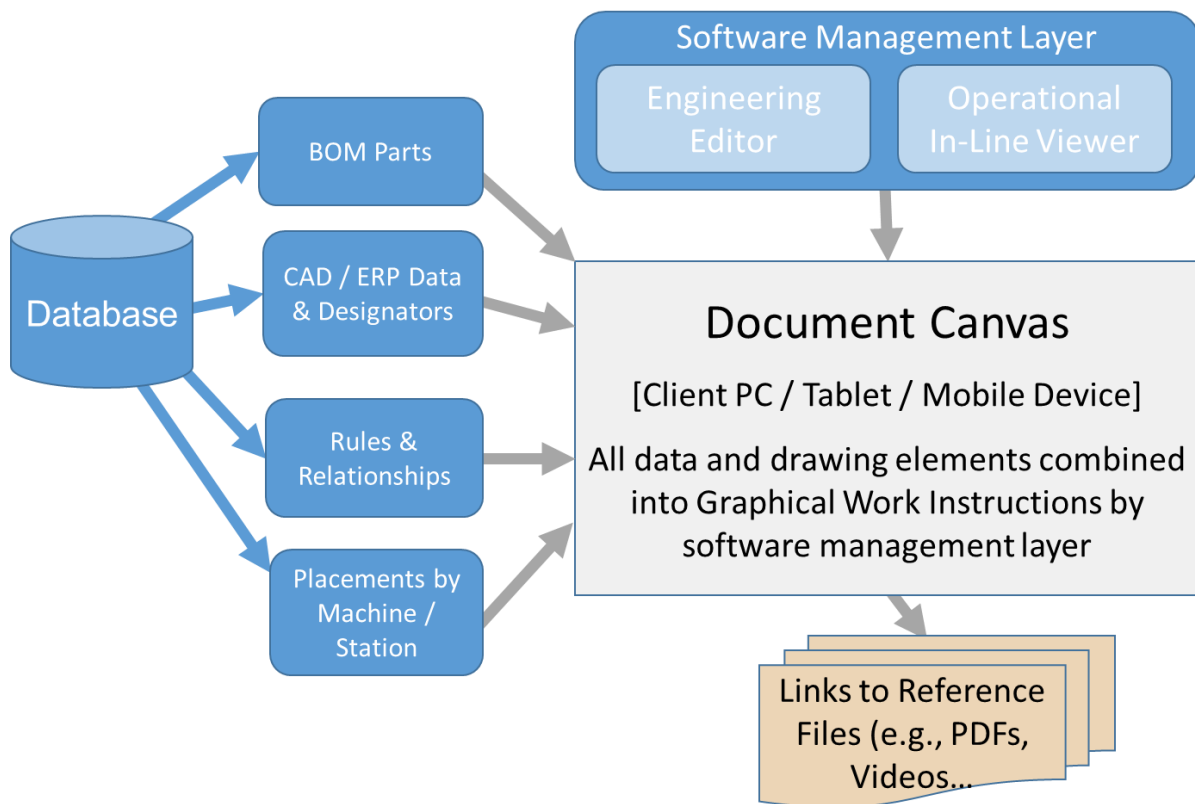 Software Management Layer
Engineering
Editor
Operational
In-Line Viewer
BOM Parts
Database
CAD / ERP Data
& Designators
Rules &
Relationships
Placements by
Machine /
Station
Document Canvas
[Client PC / Tablet / Mobile Device]
All data and drawing elements combined
into Graphical Work Instructions by
software management layer
Links to Reference
Files (e.g., PDFs,
Videos…